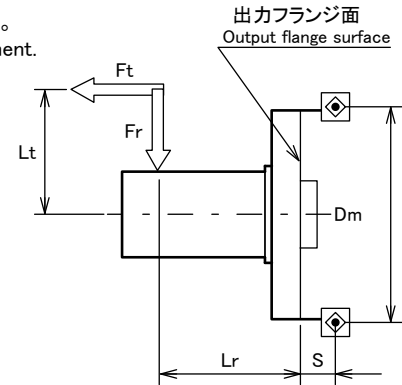 。
ment.
出力フランジ面
Output flange surface
Ft
Fr
Lt
Dm
Lr
S